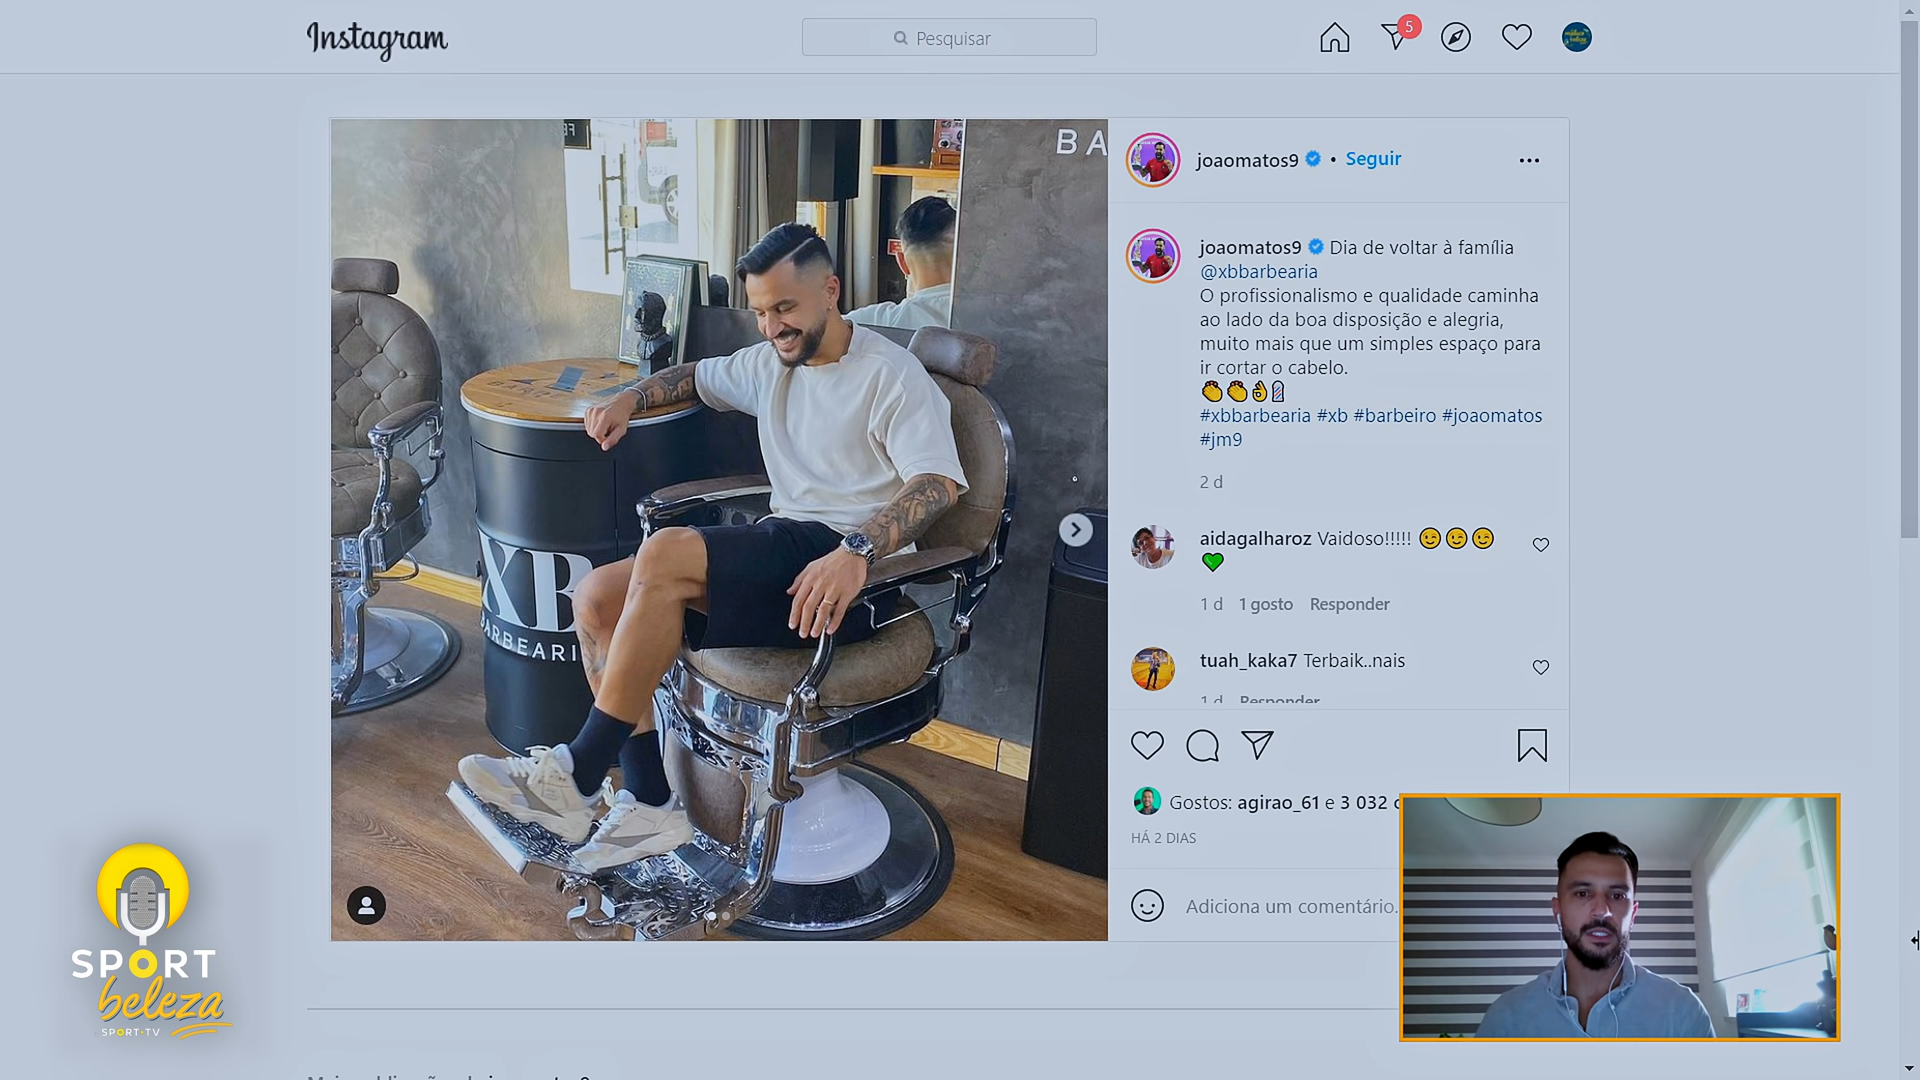 Instagram
Pesquisar
5
BA
joaomatos9 • Seguir
joaomatos9 Dia de voltar à família
@xbbarbearia
O profissionalismo e qualidade caminha
ao lado da boa disposição e alegria,
muito mais que um simples espaço para
ir cortar o cabelo.
👏👏👌💈
#xbbarbearia #xb #barbeiro #joaomatos
#jm9
2 d
aidagalharoz Vaidoso!!!!! 😉😉😉
💚
1 d 1 gosto Responder
tuah_kaka7 Terbaik..nais
1 d Responder
XB
BARBEARI
Gostos: agirao_61 e 3 032
HÁ 2 DIAS
Adiciona um comentário.
SPORT
beleza
SPORT•TV